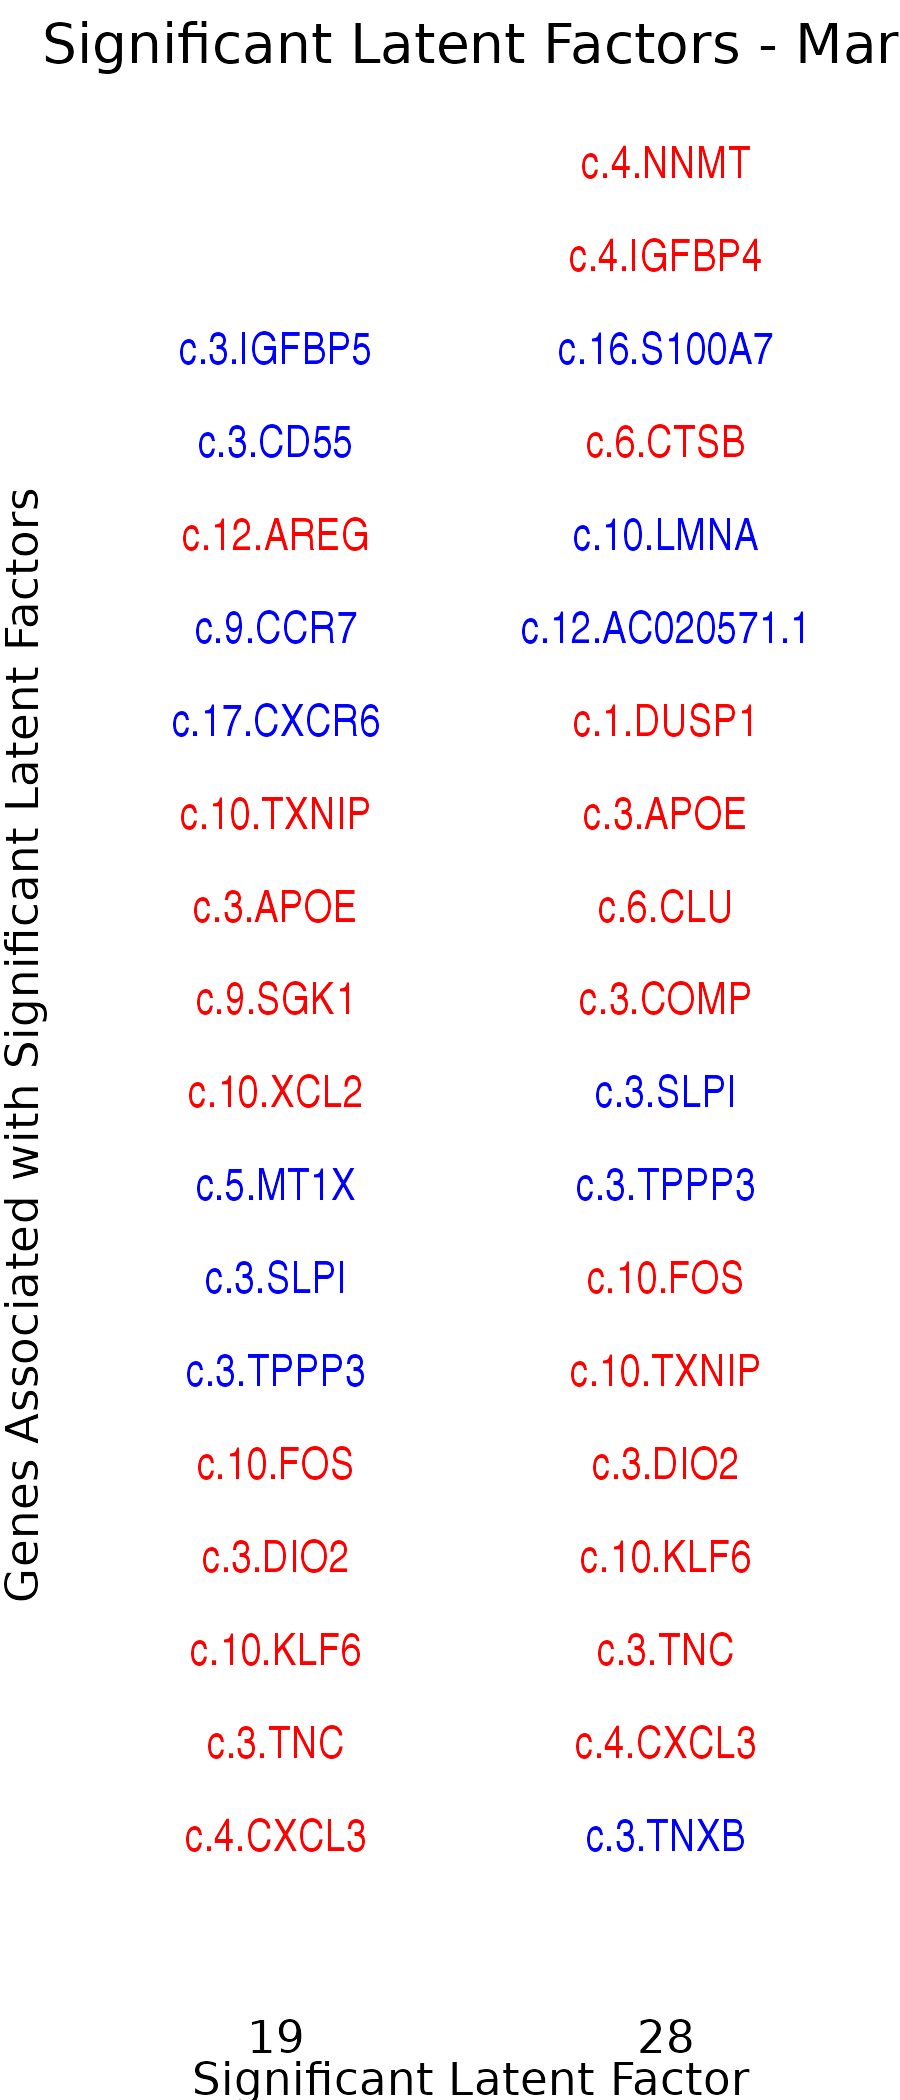 Significant Latent Factors - Mar
c.4.NNMT
c.4.IGFBP4
c.3.IGFBP5 c.16.S100A7
c.3.CD55 c.6.CTSB
c.12.AREG c.10.LMNA
c.9.CCR7 c.12.AC020571.1
c.17.CXCR6 c.1.DUSP1
c.10.TXNIP c.3.APOE
c.3.APOE c.6.CLU
c.9.SGK1 c.3.COMP
c.10.XCL2 c.3.SLPI
c.5.MT1X c.3.TPPP3
c.3.SLPI c.10.FOS
c.3.TPPP3 c.10.TXNIP
c.10.FOS c.3.DIO2
c.3.DIO2 c.10.KLF6
c.10.KLF6 c.3.TNC
c.3.TNC c.4.CXCL3
c.4.CXCL3 c.3.TNXB
Genes Associated with Significant Latent Factors
19 28
Significant Latent Factor